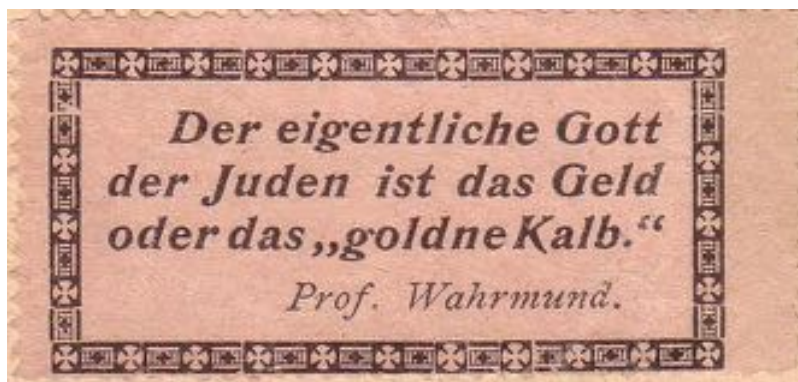 Der eigentliche Gott
der Juden ist das Geld
oder das „goldne Kalb.“
Prof. Wahrmund.